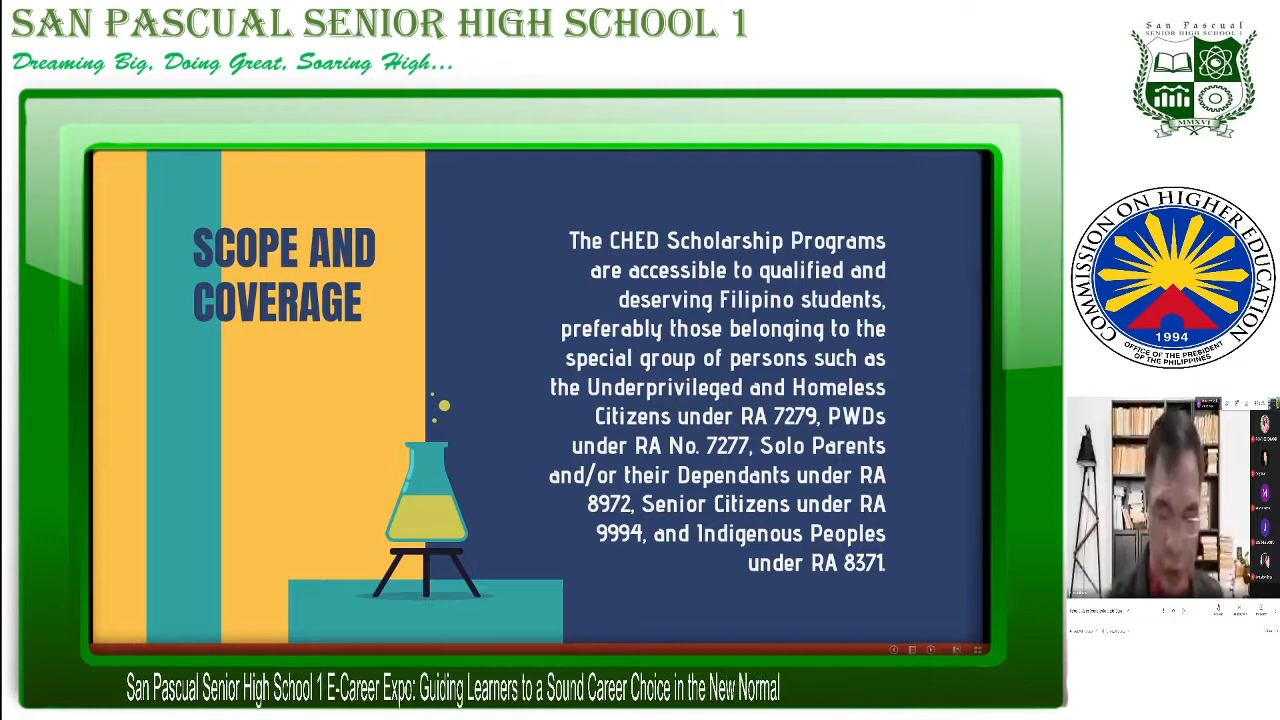 SAN PASCUAL SENIOR HIGH SCHOOL 1
Dreaming Big, Doing Great, Soaring High...
San Pascual
SENIOR HIGH SCHOOL 1
MMXVI
SCOPE AND
COVERAGE
The CHED Scholarship Programs
are accessible to qualified and
deserving Filipino students,
preferably those belonging to the
special group of persons such as
the Underprivileged and Homeless
Citizens under RA 7279, PWDs
under RA No. 7277, Solo Parents
and/or their Dependants under RA
8972, Senior Citizens under RA
9994, and Indigenous Peoples
under RA 8371.
COMMISSION ON HIGHER EDUCATION
1994
OFFICE OF THE PRESIDENT
OF THE PHILIPPINES
San Pascual Senior High School 1 E-Career Expo: Guiding Learners to a Sound Career Choice in the New Normal